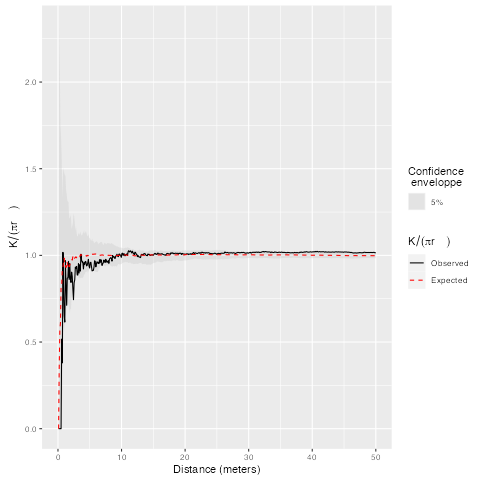 2.0
1.5
1.0
0.5
0.0
K/(πr )
0
10
20
30
40
50
Distance (meters)
Confidence
enveloppe
5%
K/(πr )
Observed
Expected